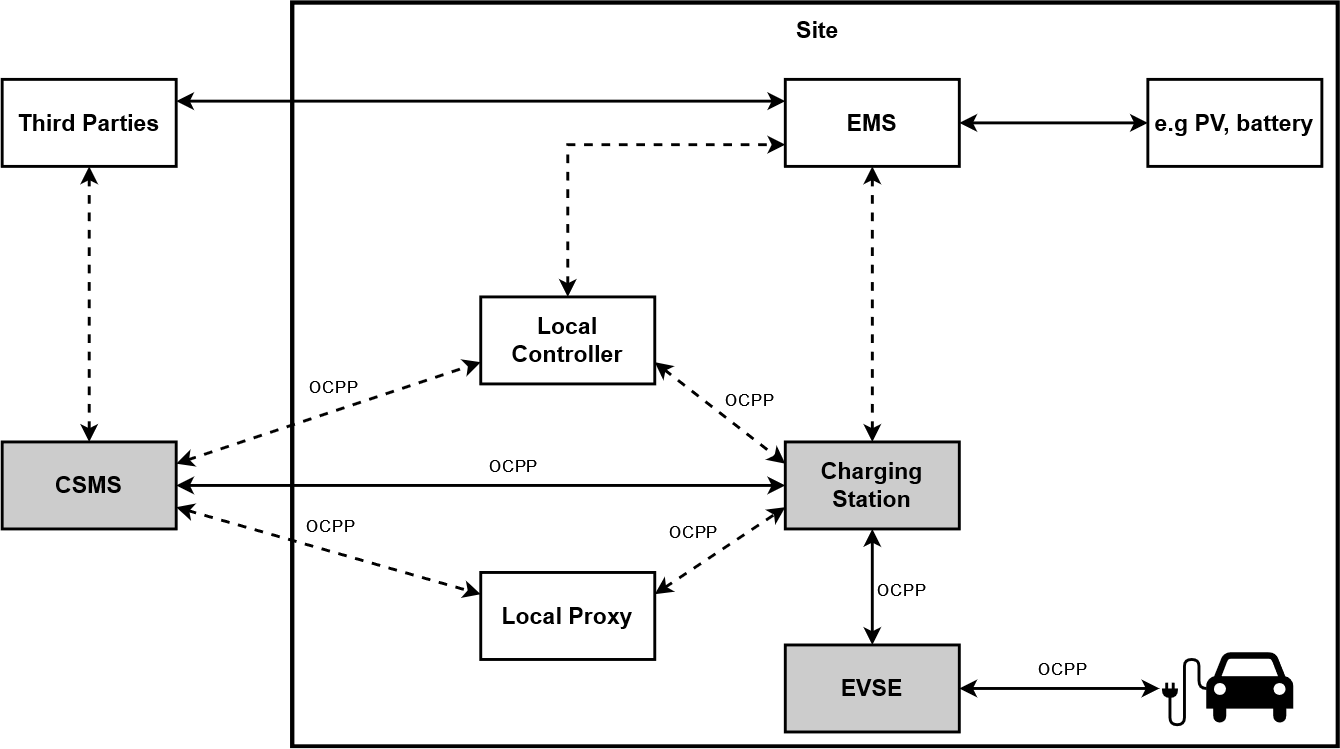 Site
Third Parties
EMS
e.g PV, battery
Local
Controller
OCPP
OCPP
CSMS
OCPP
Charging
Station
OCPP
OCPP
Local Proxy
OCPP
EVSE
OCPP